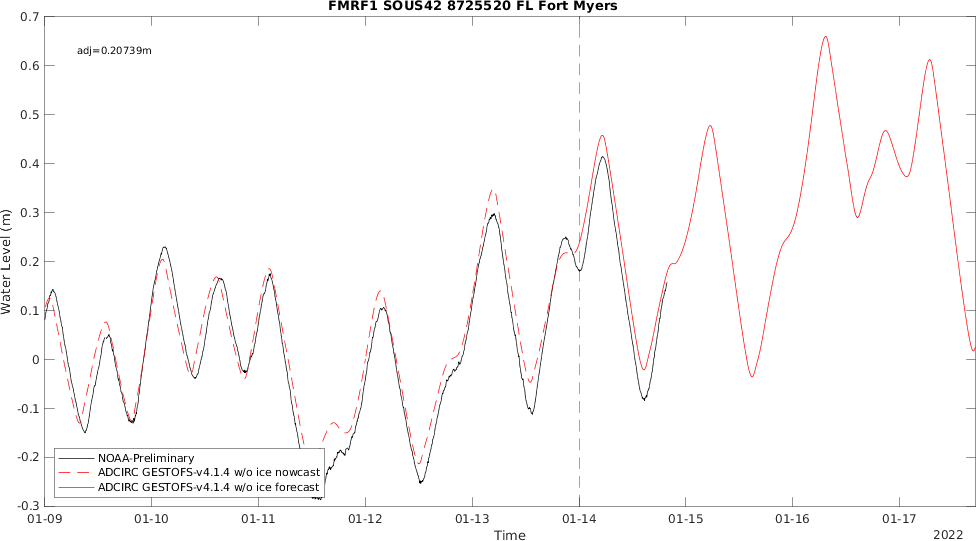 FMRF1 SOUS42 8725520 FL Fort Myers
adj=0.20739m
Water Level (m)
0.7
0.6
0.5
0.4
0.3
0.2
0.1
0
-0.1
-0.2
-0.3
NOAA-Preliminary
ADCIRC GESTOFS-v4.1.4 w/o ice nowcast
ADCIRC GESTOFS-v4.1.4 w/o ice forecast
01-09 01-10 01-11 01-12 01-13 01-14 01-15 01-16 01-17
Time
2022